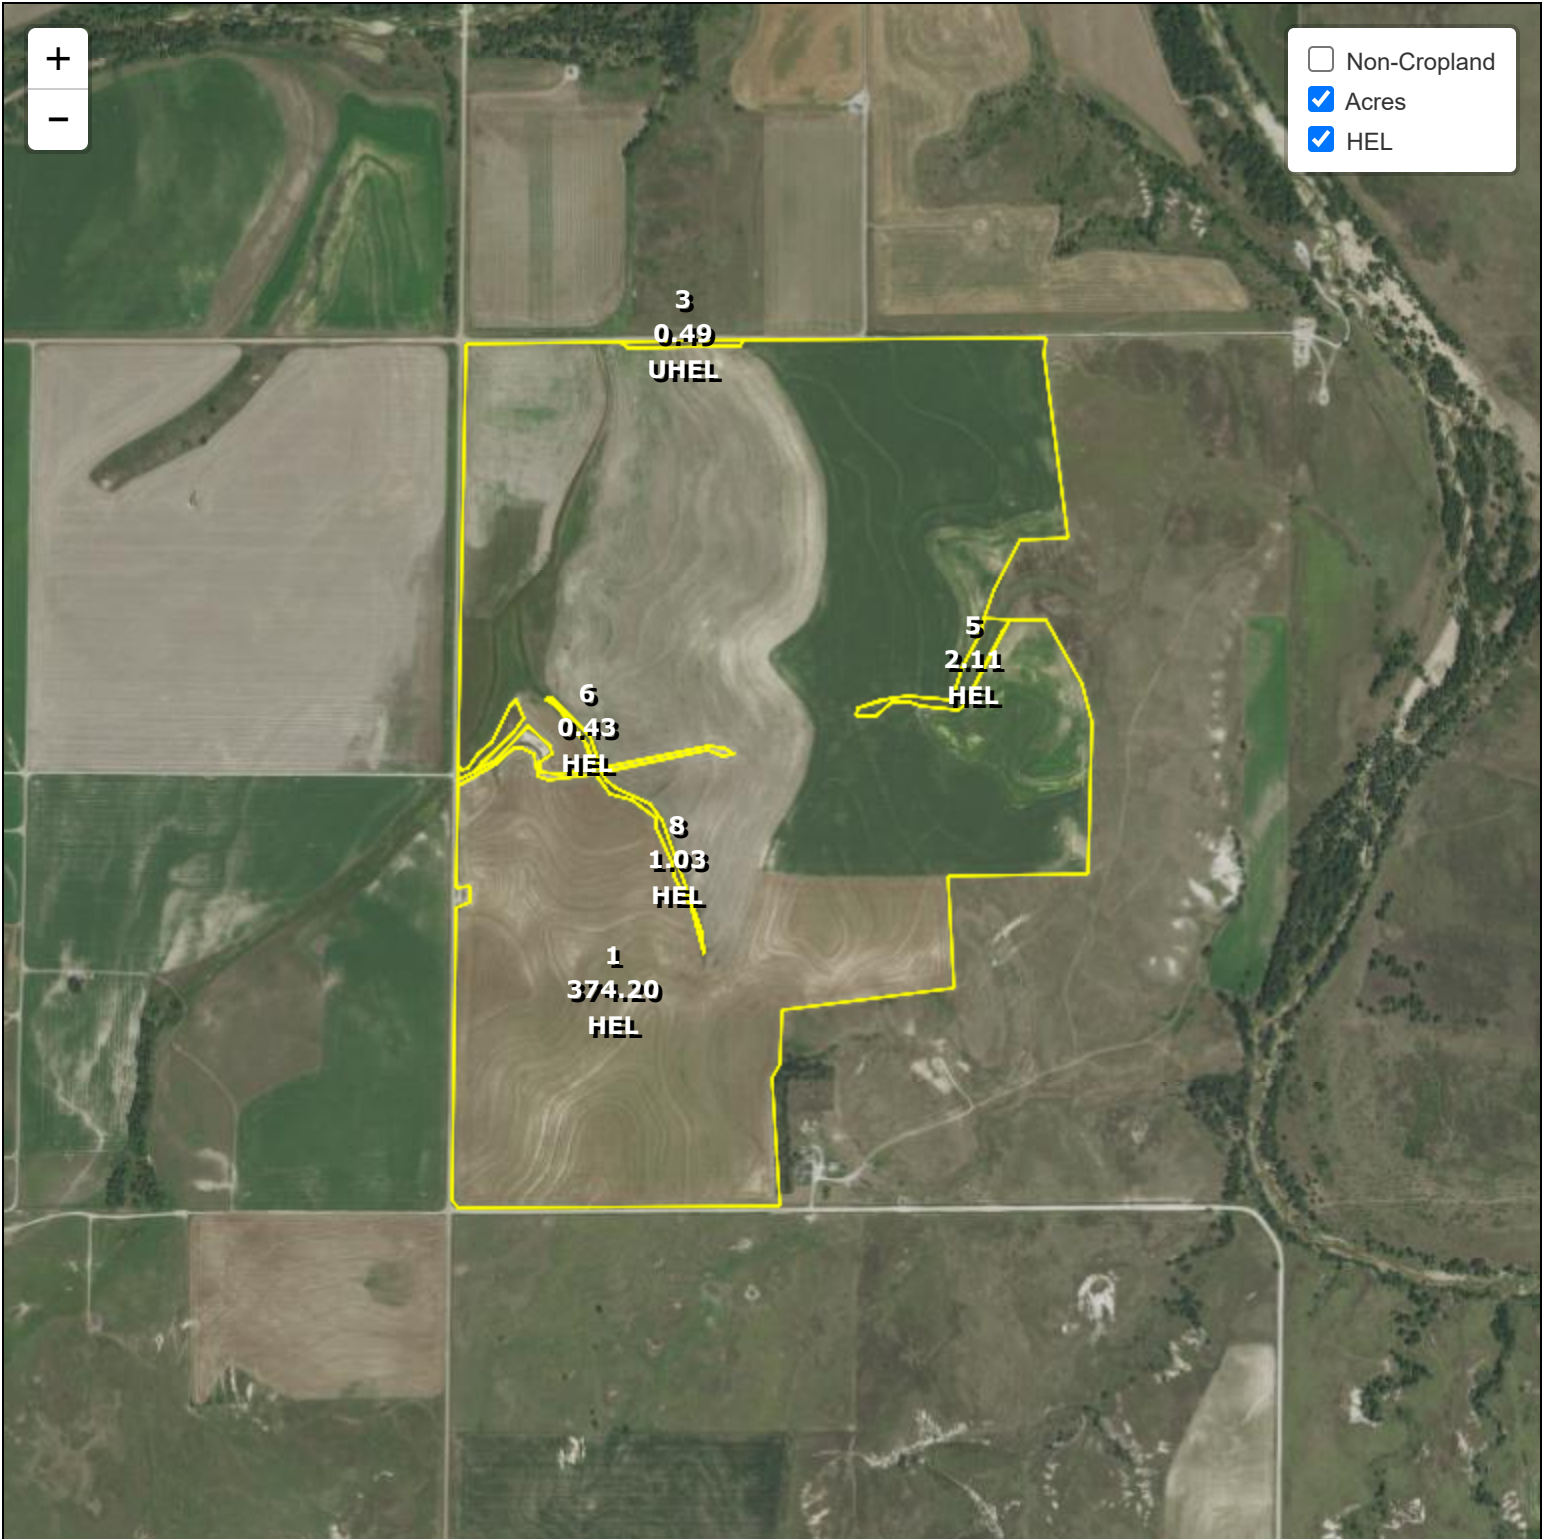 +
−
Non-Cropland
Acres
HEL
3
0.49
UHEL
5
2.11
HEL
6
0.43
HEL
8
1.03
HEL
1
374.20
HEL